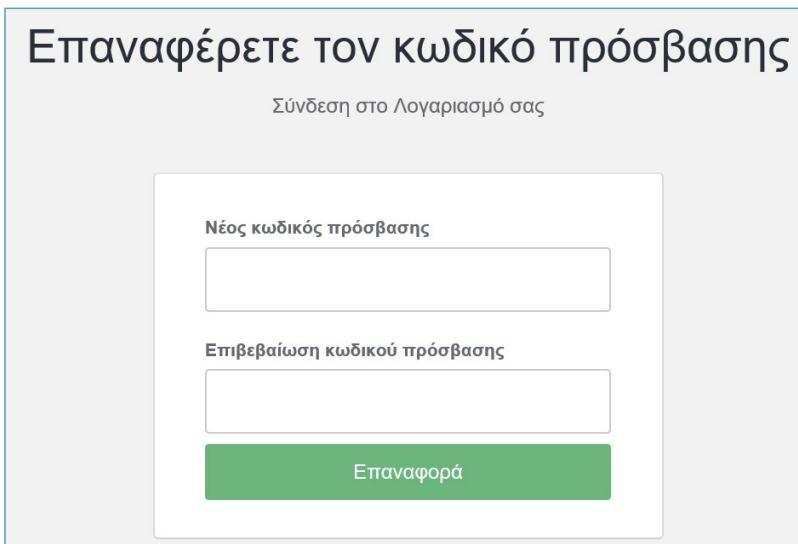 Επαναφέρετε τον κωδικό πρόσβασης
Σύνδεση στο Λογαριασμό σας
Νέος κωδικός πρόσβασης
Επιβεβαίωση κωδικού πρόσβασης
Επαναφορά